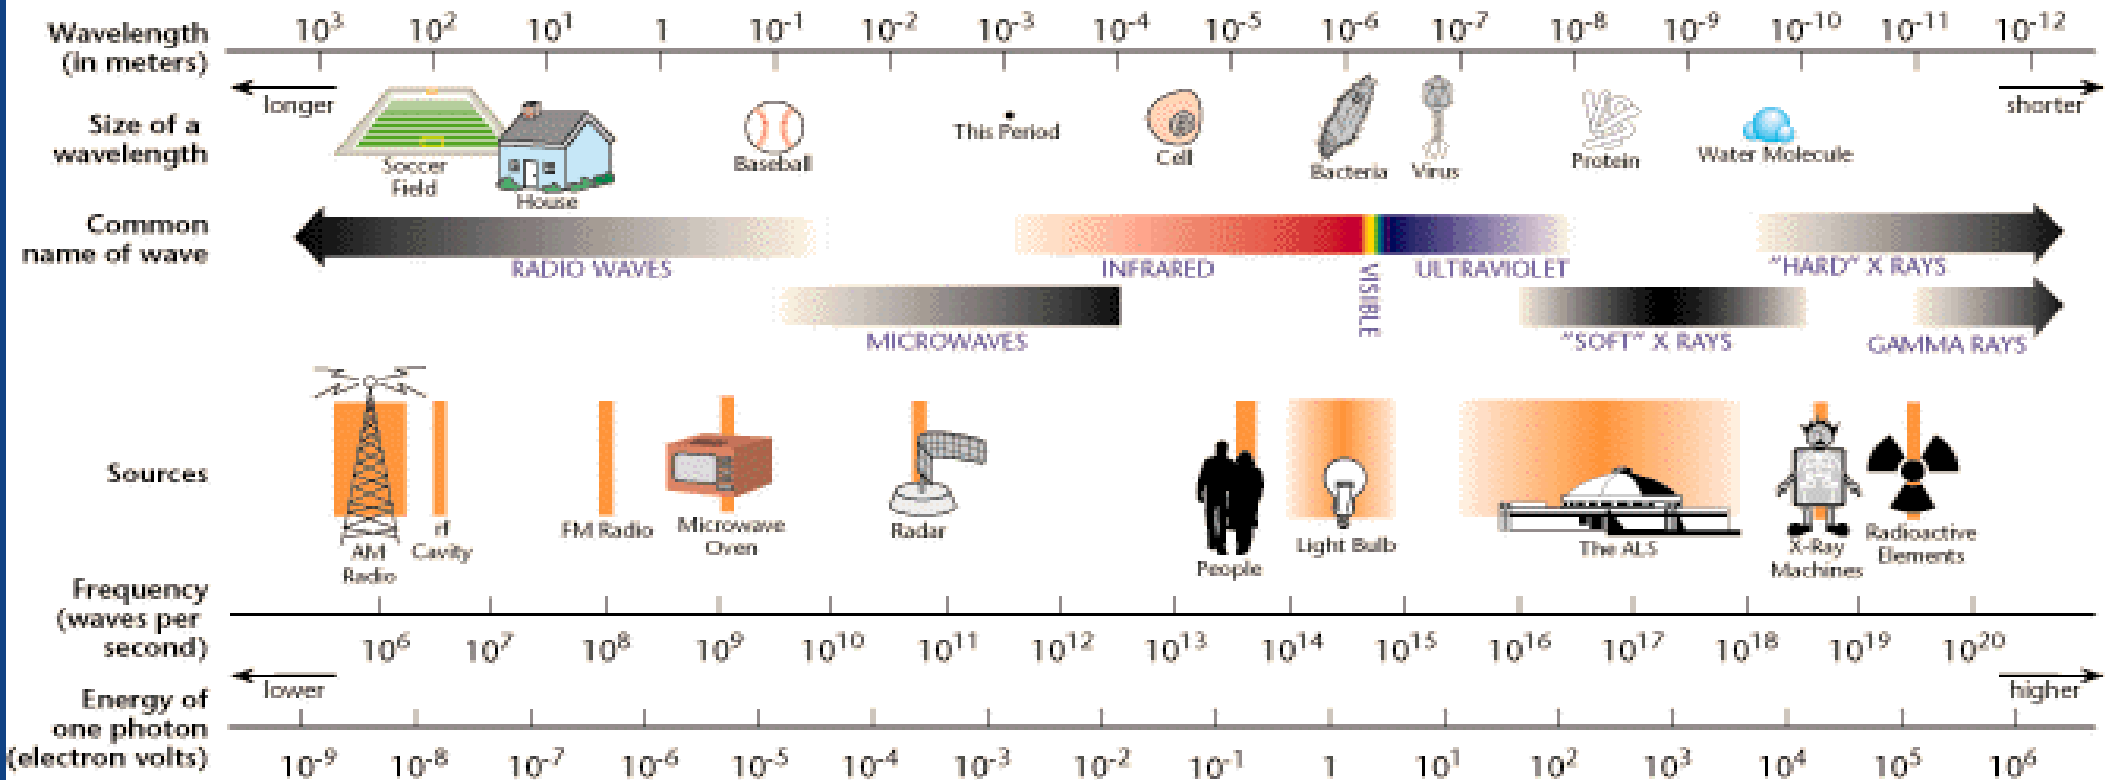 Wavelength
(in meters)
10³ 10² 10¹ 1 10⁻¹ 10⁻² 10⁻³ 10⁻⁴ 10⁻⁵ 10⁻⁶ 10⁻⁷ 10⁻⁸ 10⁻⁹ 10⁻¹⁰ 10⁻¹¹ 10⁻¹²
longer
shorter
Size of a
wavelength
Soccer
Field
House
Baseball
This Period
Cell
Bacteria
Virus
Protein
Water Molecule
Common
name of wave
RADIO WAVES
INFRARED
VISIBLE
ULTRAVIOLET
"HARD" X RAYS
MICROWAVES
"SOFT" X RAYS
GAMMA RAYS
Sources
AM
Radio
rf
Cavity
FM Radio
Microwave
Oven
Radar
People
Light Bulb
The ALS
X-Ray
Machines
Radioactive
Elements
Frequency
(waves per
second)
10⁶ 10⁷ 10⁸ 10⁹ 10¹⁰ 10¹¹ 10¹² 10¹³ 10¹⁴ 10¹⁵ 10¹⁶ 10¹⁷ 10¹⁸ 10¹⁹ 10²⁰
lower
higher
Energy of
one photon
(electron volts)
10⁻⁹ 10⁻⁸ 10⁻⁷ 10⁻⁶ 10⁻⁵ 10⁻⁴ 10⁻³ 10⁻² 10⁻¹ 1 10¹ 10² 10³ 10⁴ 10⁵ 10⁶